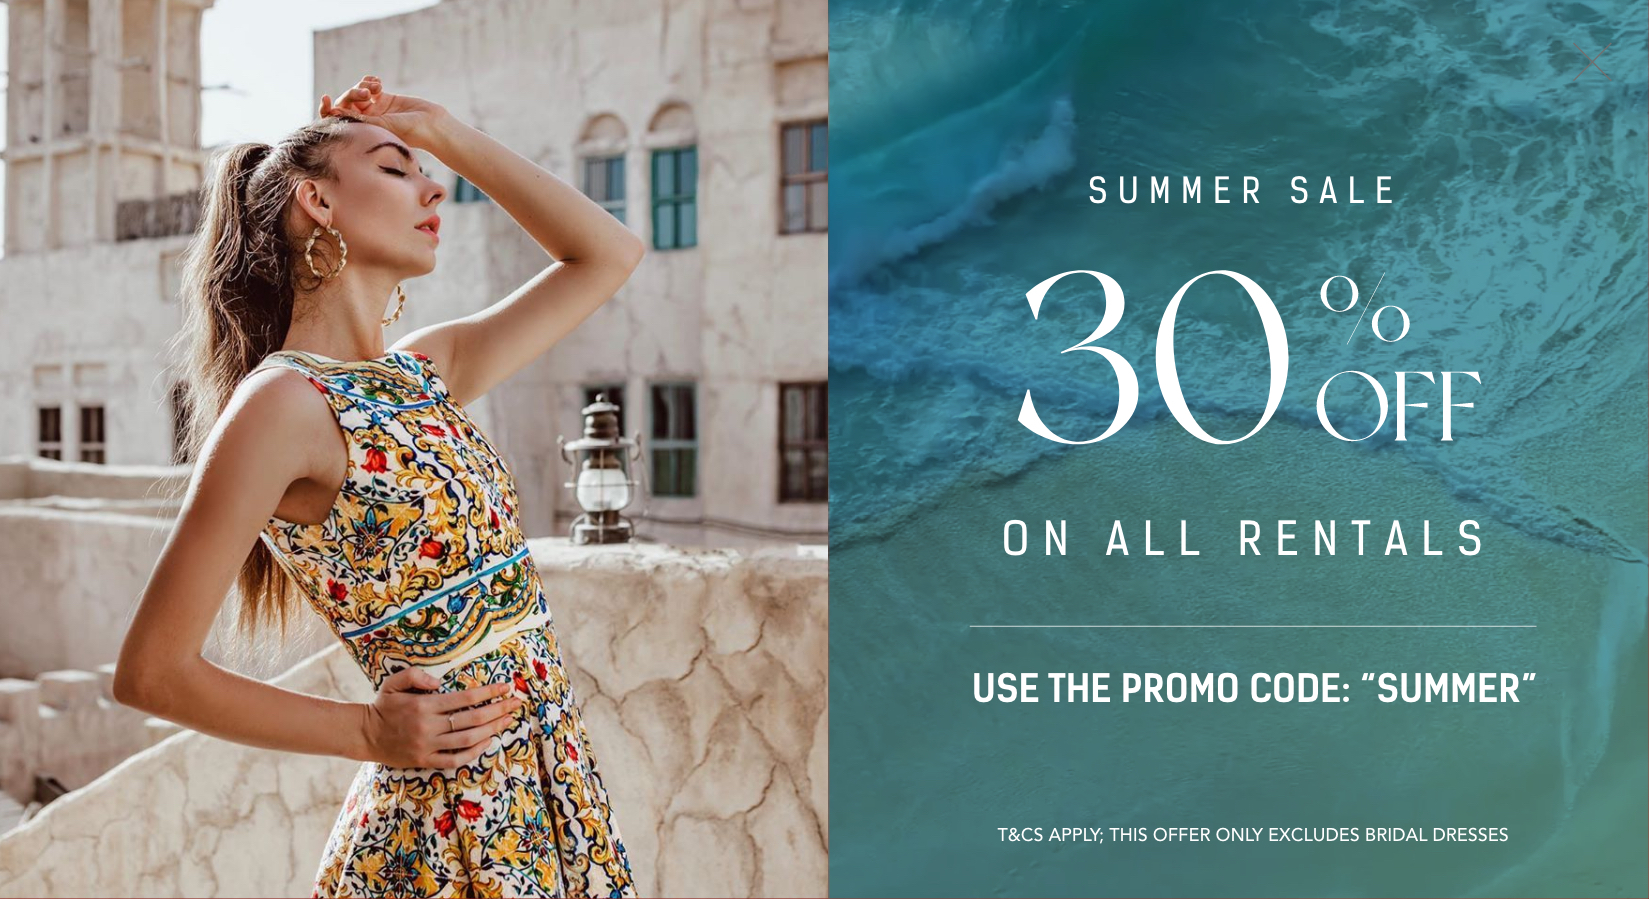 SUMMER SALE
30% OFF
ON ALL RENTALS
USE THE PROMO CODE: “SUMMER”
T&CS APPLY; THIS OFFER ONLY EXCLUDES BRIDAL DRESSES